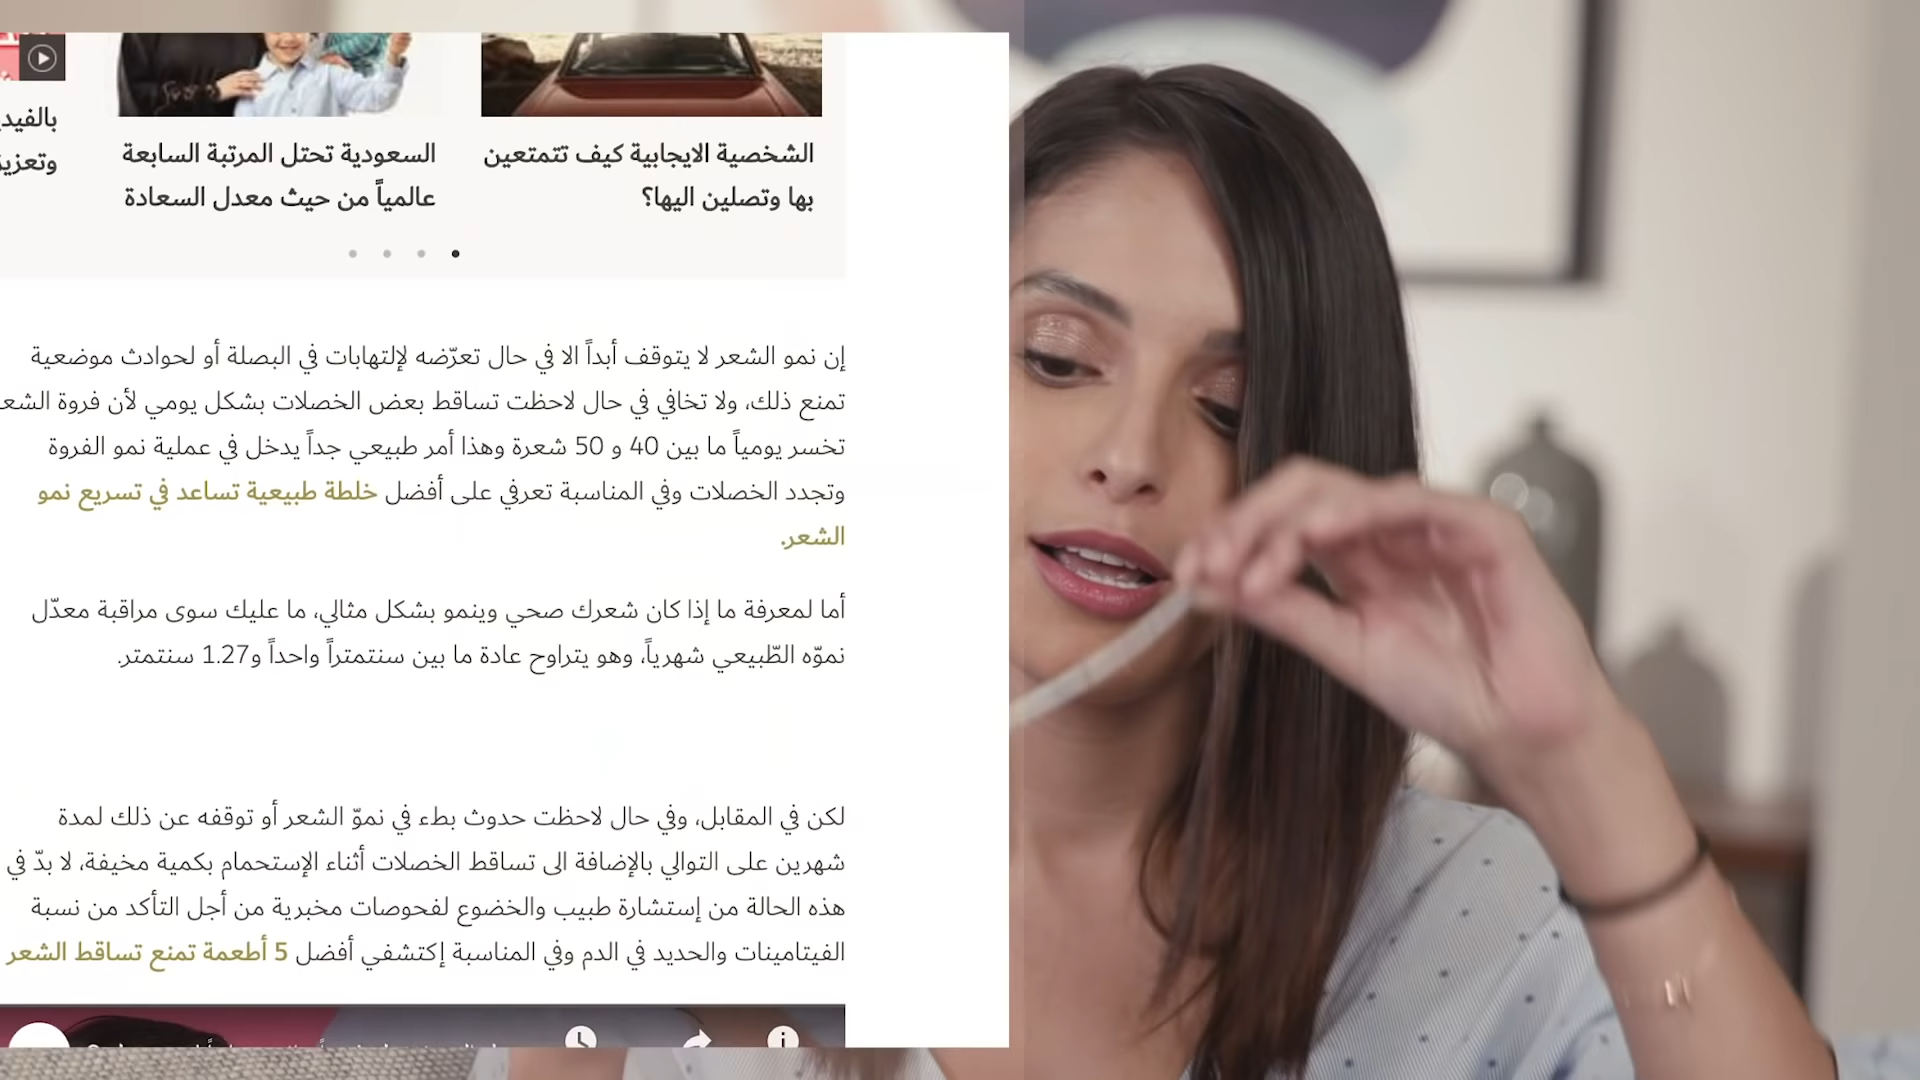 الشخصية الايجابية كيف تتمتعين
بها وتصلين اليها؟
السعودية تحتل المرتبة السابعة
عالمياً من حيث معدل السعادة
إن نمو الشعر لا يتوقف أبداً الا في حال تعرّضه لإلتهابات في البصلة أو لحوادث موضعية
تمنع ذلك، ولا تخافي في حال لاحظت تساقط بعض الخصلات بشكل يومي لأن فروة الشعر
تخسر يومياً ما بين 40 و 50 شعرة وهذا أمر طبيعي جداً يدخل في عملية نمو الفروة
وتجدد الخصلات وفي المناسبة تعرفي على أفضل خلطة طبيعية تساعد في تسريع نمو
الشعر.
أما لمعرفة ما إذا كان شعرك صحي وينمو بشكل مثالي، ما عليك سوى مراقبة معدّل
نموّه الطّبيعي شهرياً، وهو يتراوح عادة ما بين سنتمتراً واحداً و1.27 سنتمتر.
لكن في المقابل، وفي حال لاحظت حدوث بطء في نموّ الشعر أو توقفه عن ذلك لمدة
شهرين على التوالي بالإضافة الى تساقط الخصلات أثناء الإستحمام بكمية مخيفة، لا بدّ في
هذه الحالة من إستشارة طبيب والخضوع لفحوصات مخبرية من أجل التأكد من نسبة
الفيتامينات والحديد في الدم وفي المناسبة إكتشفي أفضل 5 أطعمة تمنع تساقط الشعر